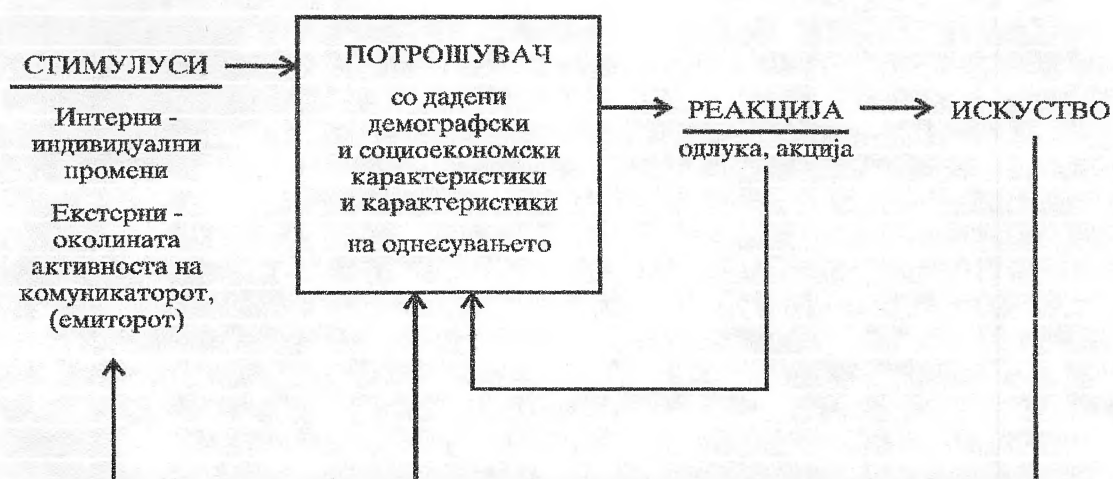 СТИМУЛУСИ
Интерни -
индивидуални
промени
Екстерни -
околината
активноста на
комуникаторот,
(емиторот)
ПОТРОШУВАЧ
со дадени
демографски
и социоекономски
карактеристики
и карактеристики
на однесувањето
РЕАКЦИЈА
одлука, акција
ИСКУСТВО